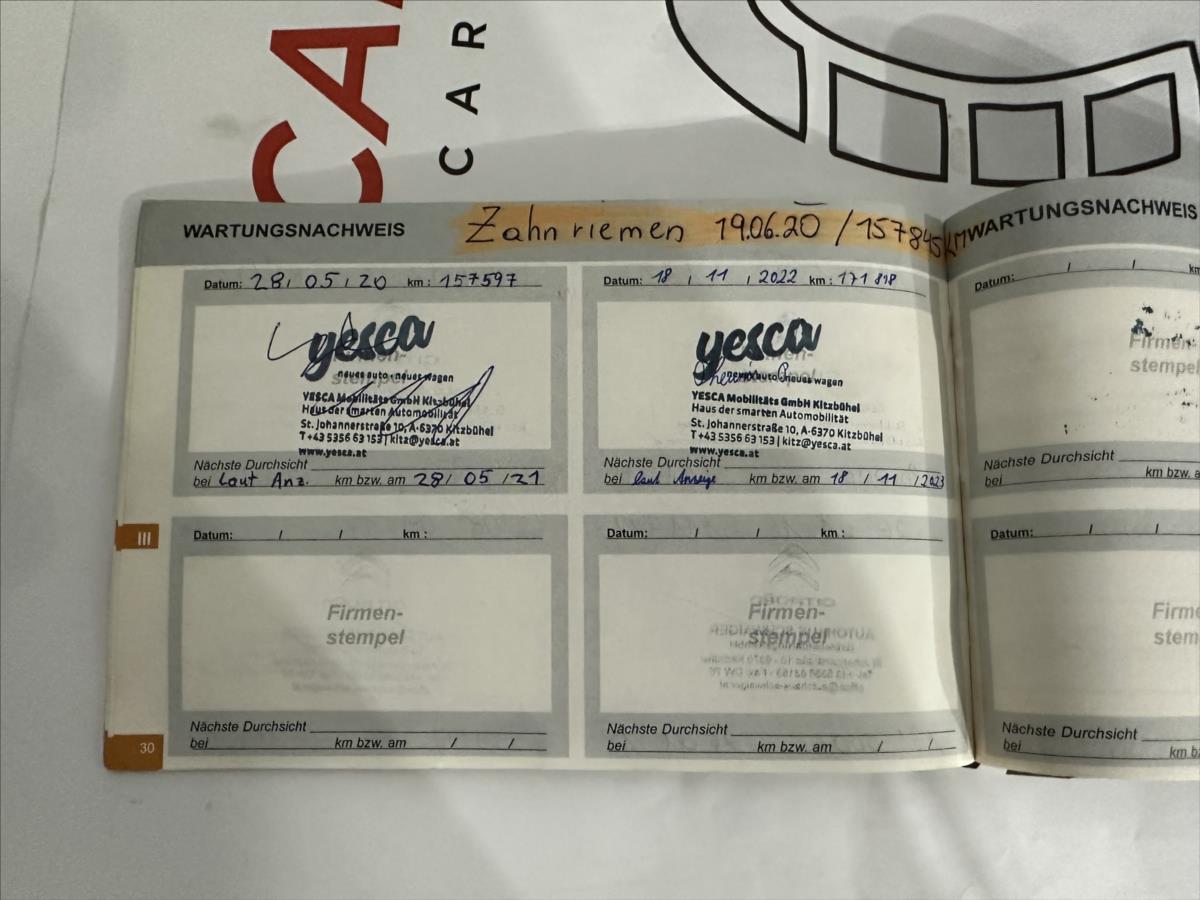 CA
CAR
WARTUNGSNACHWEIS
Zahnriemen 19.06.20 / 157845 KM
Datum: 28 / 05 / 20 km : 157597
yesca
neues auto · neuer wagen
YESCA Mobilitäts GmbH Kitzbühel
Haus der smarten Automobilität
St. Johannerstraße 10, A-6370 Kitzbühel
T +43 5356 63 153 | kitz@yesca.at
www.yesca.at
Nächste Durchsicht
bei Laut Anz. km bzw. am 28 / 05 / 21
Datum: 18 / 11 / 2022 km : 171 898
yesca
auto neues wagen
YESCA Mobilitäts GmbH Kitzbühel
Haus der smarten Automobilität
St. Johannerstraße 10, A-6370 Kitzbühel
T +43 5356 63 153 | kitz@yesca.at
www.yesca.at
Nächste Durchsicht
bei laut Anzeige km bzw. am 18 / 11 / 2023
III
Datum: / / km :
Firmen-
stempel
Nächste Durchsicht
bei km bzw. am / /
Datum: / / km :
Firmen-
stempel
Nächste Durchsicht
bei km bzw. am / /
30
WARTUNGSNACHWEIS
Datum: / / km
Firmen-
stempel
Nächste Durchsicht
bei km bzw. a
Datum: / /
Firme
stem
Nächste Durchsicht
bei km bz